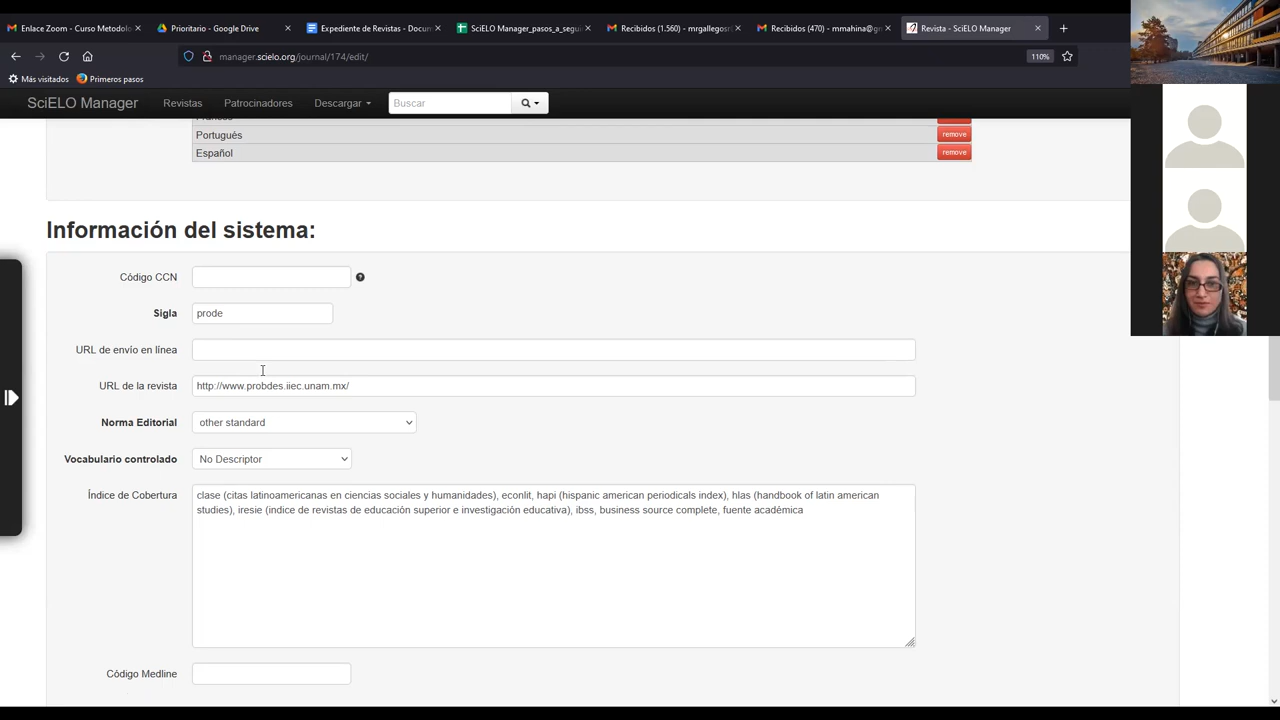 Enlace Zoom - Curso Metodolo
Prioritario - Google Drive
Expediente de Revistas - Docum
SciELO Manager_pasos_a_segui
Recibidos (1.560) - mrgallegosr
Recibidos (470) - mmahina@gr
Revista - SciELO Manager
manager.scielo.org/journal/174/edit/
110%
Más visitados
Primeros pasos
SciELO Manager
Revistas
Patrocinadores
Descargar
Buscar
Portugués
remove
Español
remove
Información del sistema:
Código CCN
Sigla
prode
URL de envío en línea
URL de la revista
http://www.probdes.iiec.unam.mx/
Norma Editorial
other standard
Vocabulario controlado
No Descriptor
Índice de Cobertura
clase (citas latinoamericanas en ciencias sociales y humanidades), econlit, hapi (hispanic american periodicals index), hlas (handbook of latin american
studies), iresie (índice de revistas de educación superior e investigación educativa), ibss, business source complete, fuente académica
Código Medline